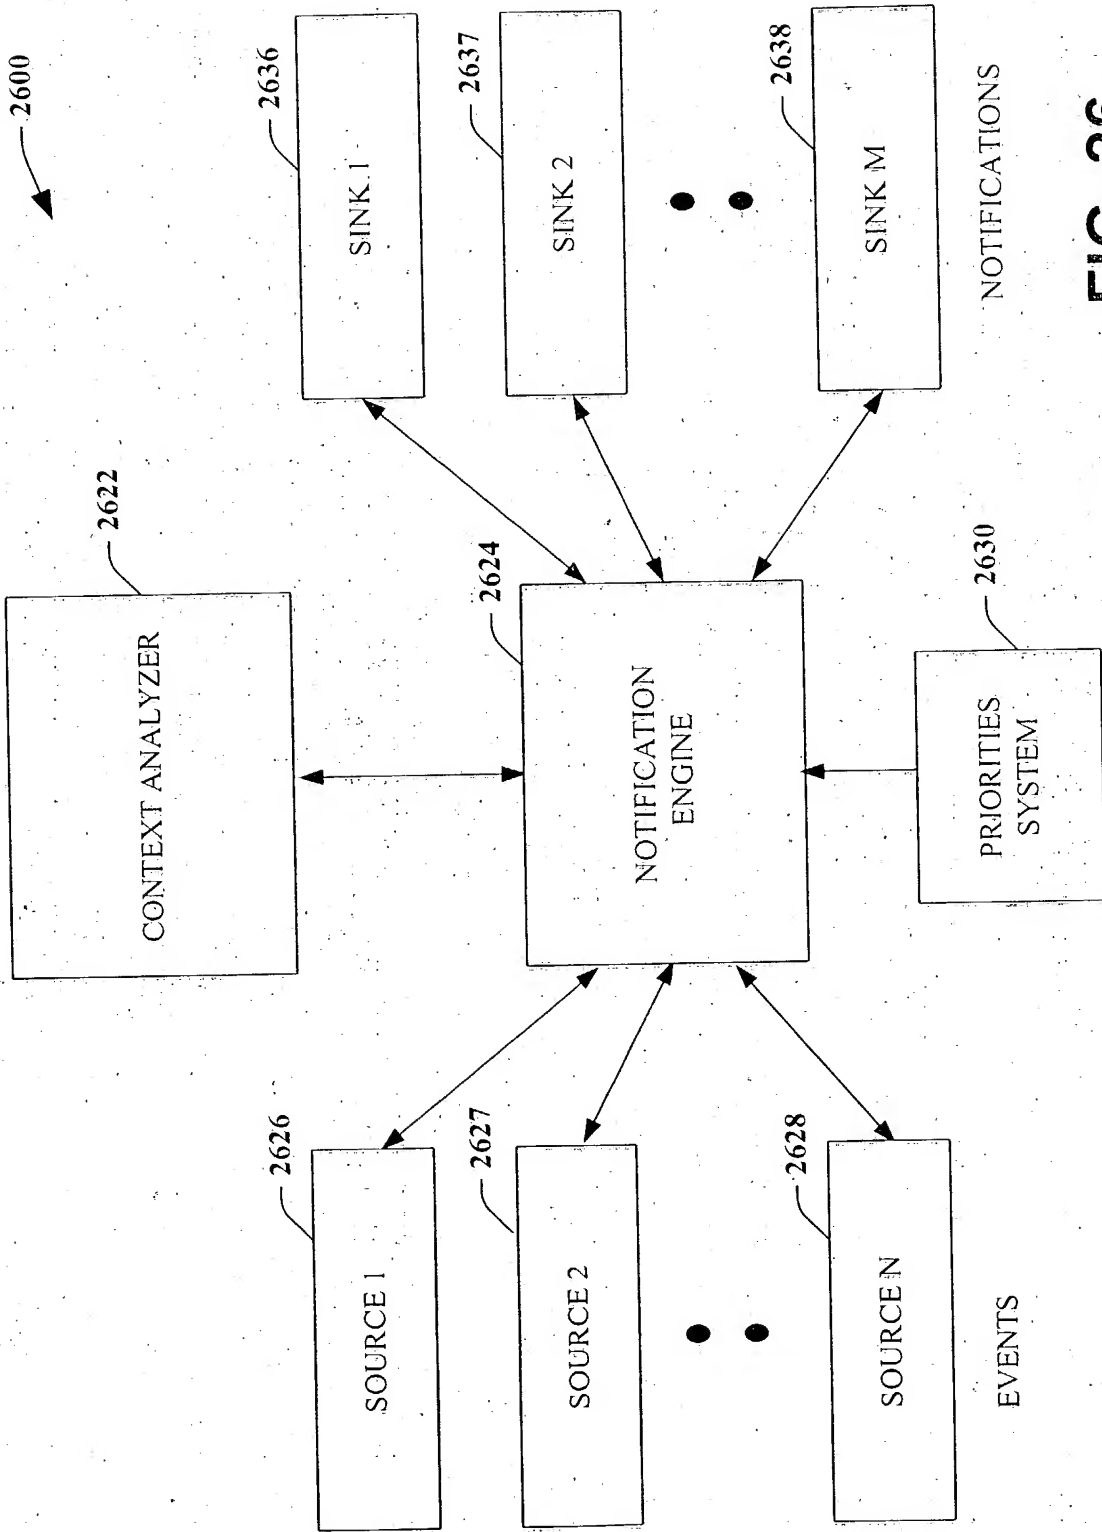 2600
CONTEXT ANALYZER
2622
SOURCE 1
2626
SOURCE 2
2627
SOURCE N
2628
EVENTS
NOTIFICATION
ENGINE
2624
PRIORITIES
SYSTEM
2630
SINK 1
2636
SINK 2
2637
SINK M
2638
NOTIFICATIONS